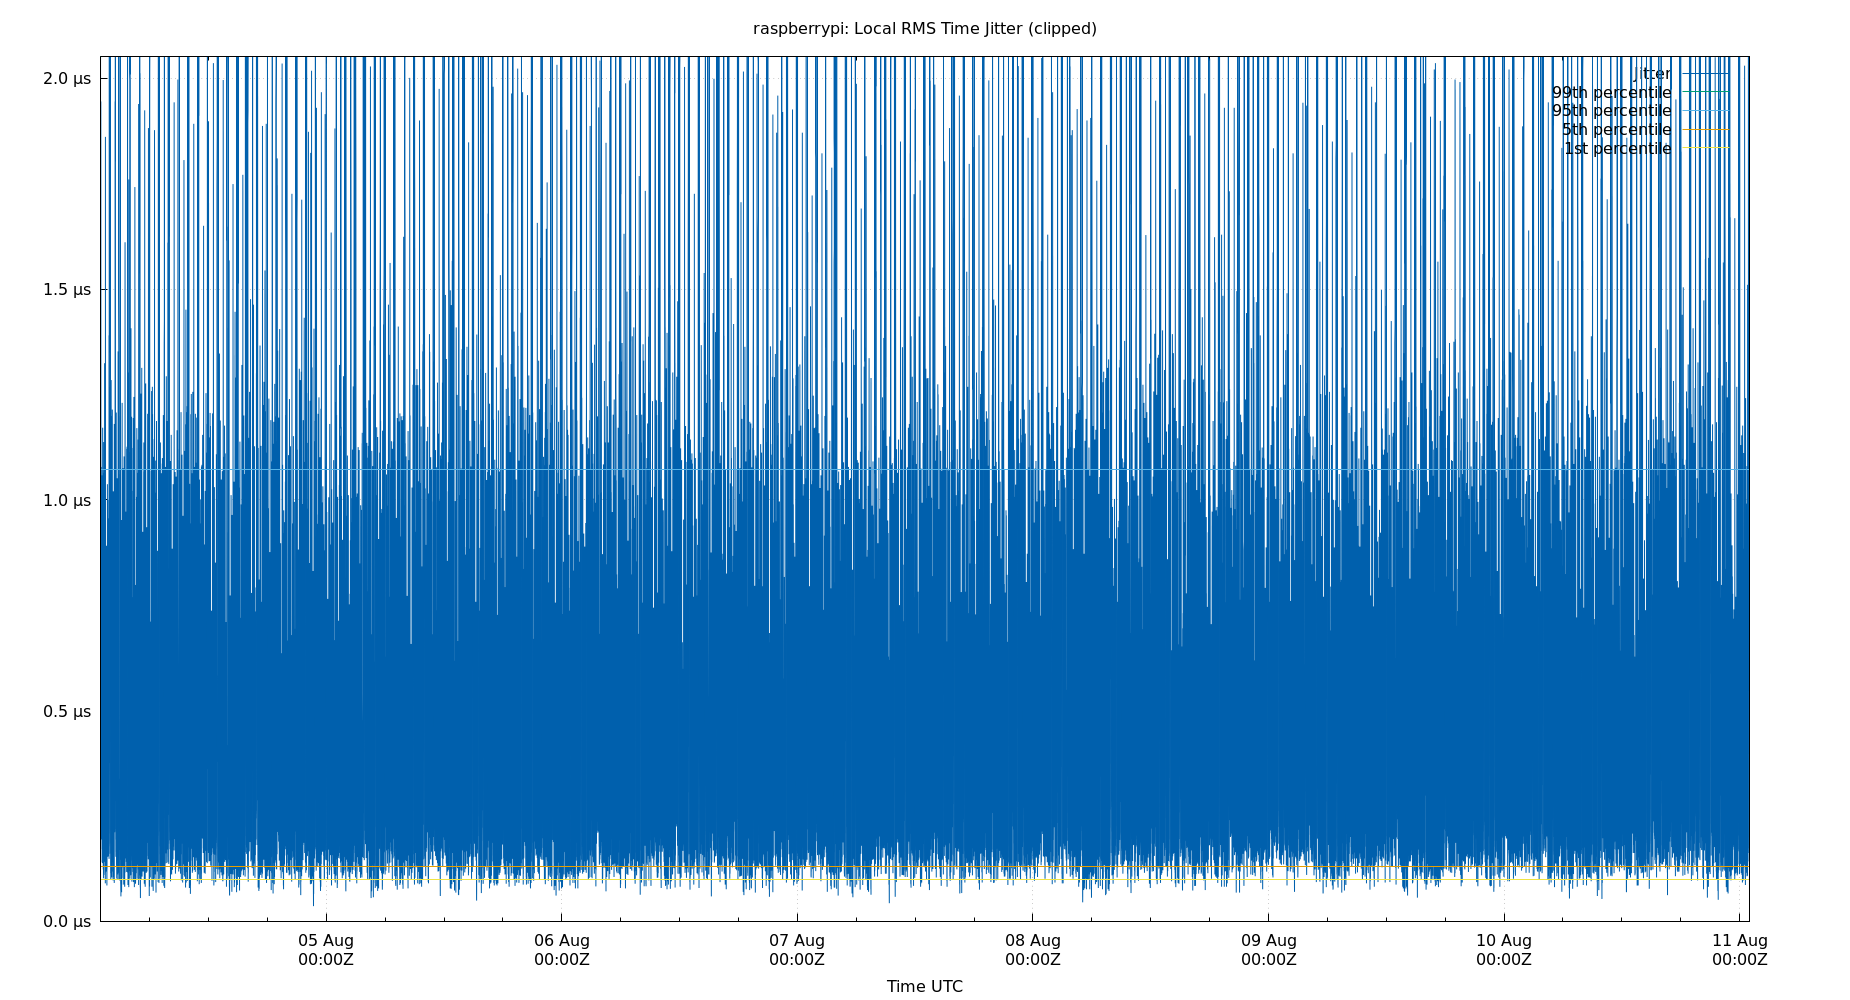 raspberrypi: Local RMS Time Jitter (clipped)
2.0 µs
1.5 µs
1.0 µs
0.5 µs
0.0 µs
Jitter
99th percentile
95th percentile
5th percentile
1st percentile
05 Aug
00:00Z
06 Aug
00:00Z
07 Aug
00:00Z
08 Aug
00:00Z
09 Aug
00:00Z
10 Aug
00:00Z
11 Aug
00:00Z
Time UTC